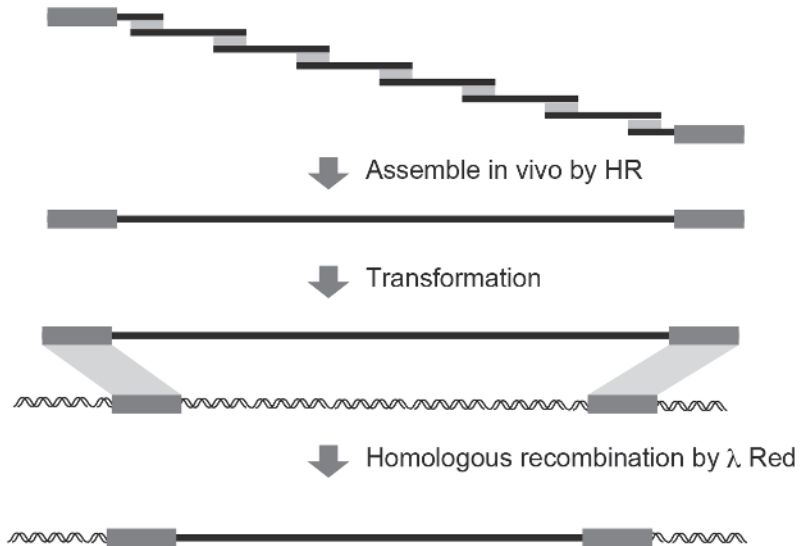 Assemble in vivo by HR
Transformation
Homologous recombination by λ Red